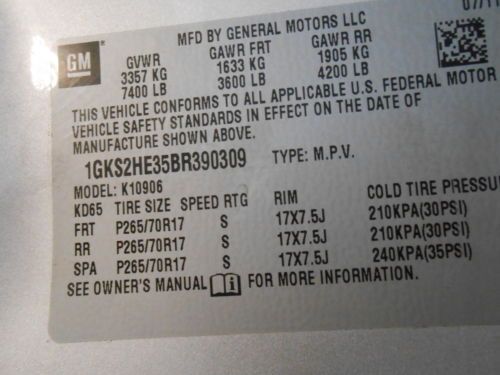 07/11
MFD BY GENERAL MOTORS LLC
GM
GVWR GAWR FRT GAWR RR
3357 KG 1633 KG 1905 KG
7400 LB 3600 LB 4200 LB
THIS VEHICLE CONFORMS TO ALL APPLICABLE U.S. FEDERAL MOTOR
VEHICLE SAFETY STANDARDS IN EFFECT ON THE DATE OF
MANUFACTURE SHOWN ABOVE.
1GKS2HE35BR390309 TYPE: M.P.V.
MODEL: K10906
KD65 TIRE SIZE SPEED RTG RIM COLD TIRE PRESSU
FRT P265/70R17 S 17X7.5J 210KPA(30PSI)
RR P265/70R17 S 17X7.5J 210KPA(30PSI)
SPA P265/70R17 S 17X7.5J 240KPA(35PSI)
SEE OWNER'S MANUAL i FOR MORE INFORMATION.